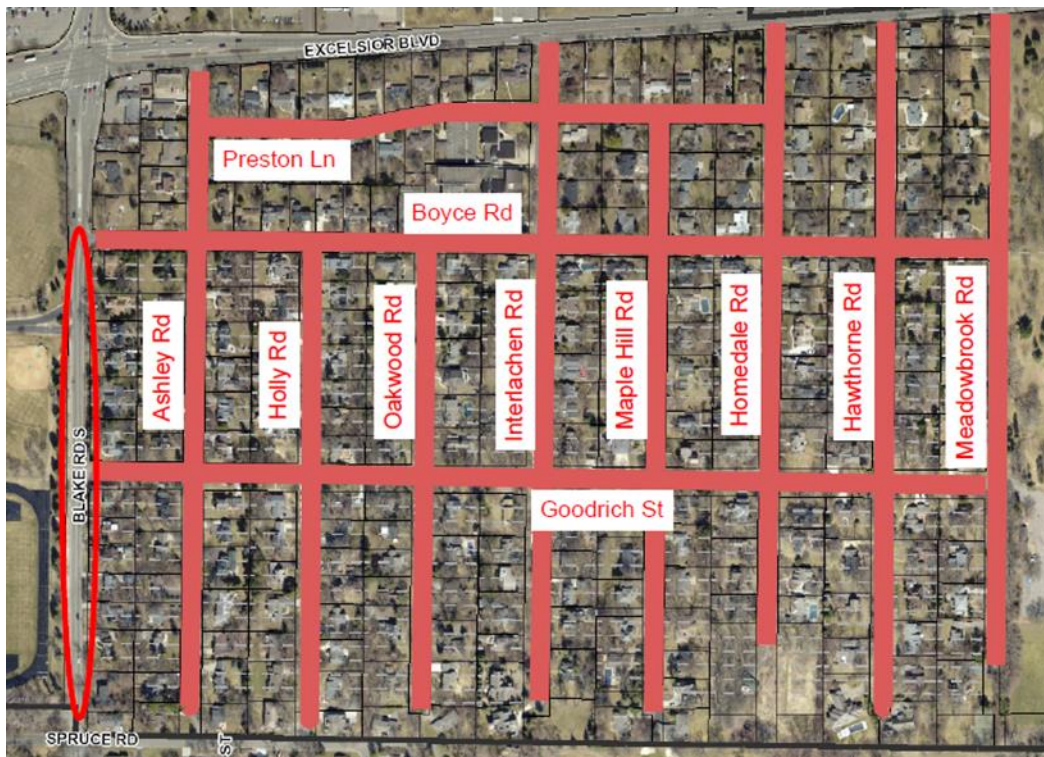 EXCELSIOR BLVD
Preston Ln
Boyce Rd
Ashley Rd
Holly Rd
Oakwood Rd
Interlachen Rd
Maple Hill Rd
Homedale Rd
Hawthorne Rd
Meadowbrook Rd
BLAKE RD S
Goodrich St
SPRUCE RD
ST